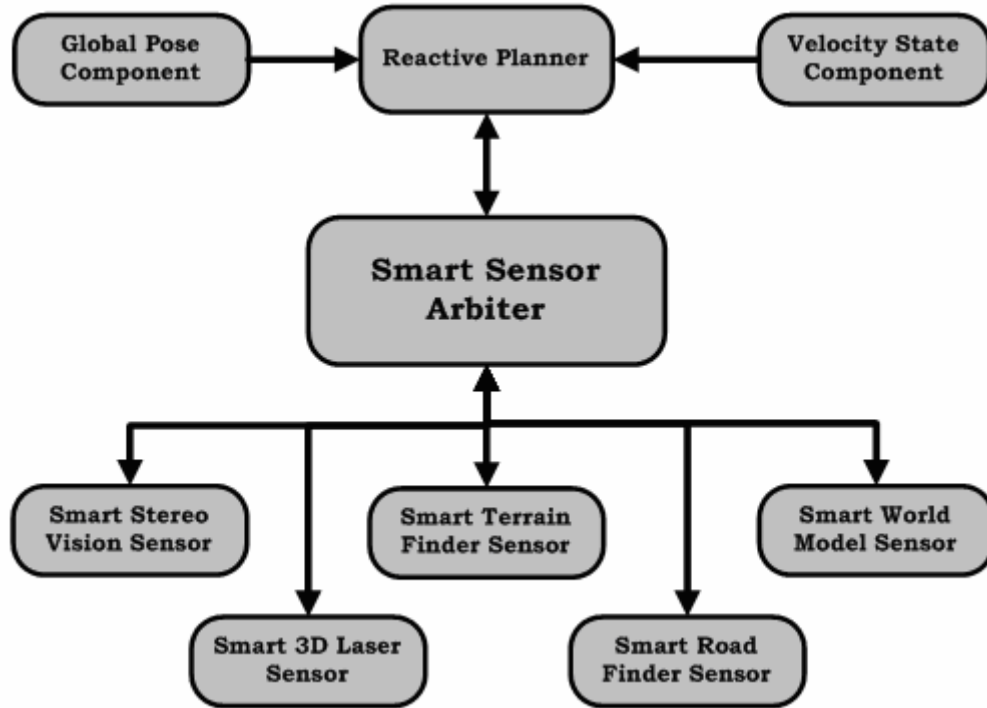 Global Pose
Component
Reactive Planner
Velocity State
Component
Smart Sensor
Arbiter
Smart Stereo
Vision Sensor
Smart Terrain
Finder Sensor
Smart World
Model Sensor
Smart 3D Laser
Sensor
Smart Road
Finder Sensor